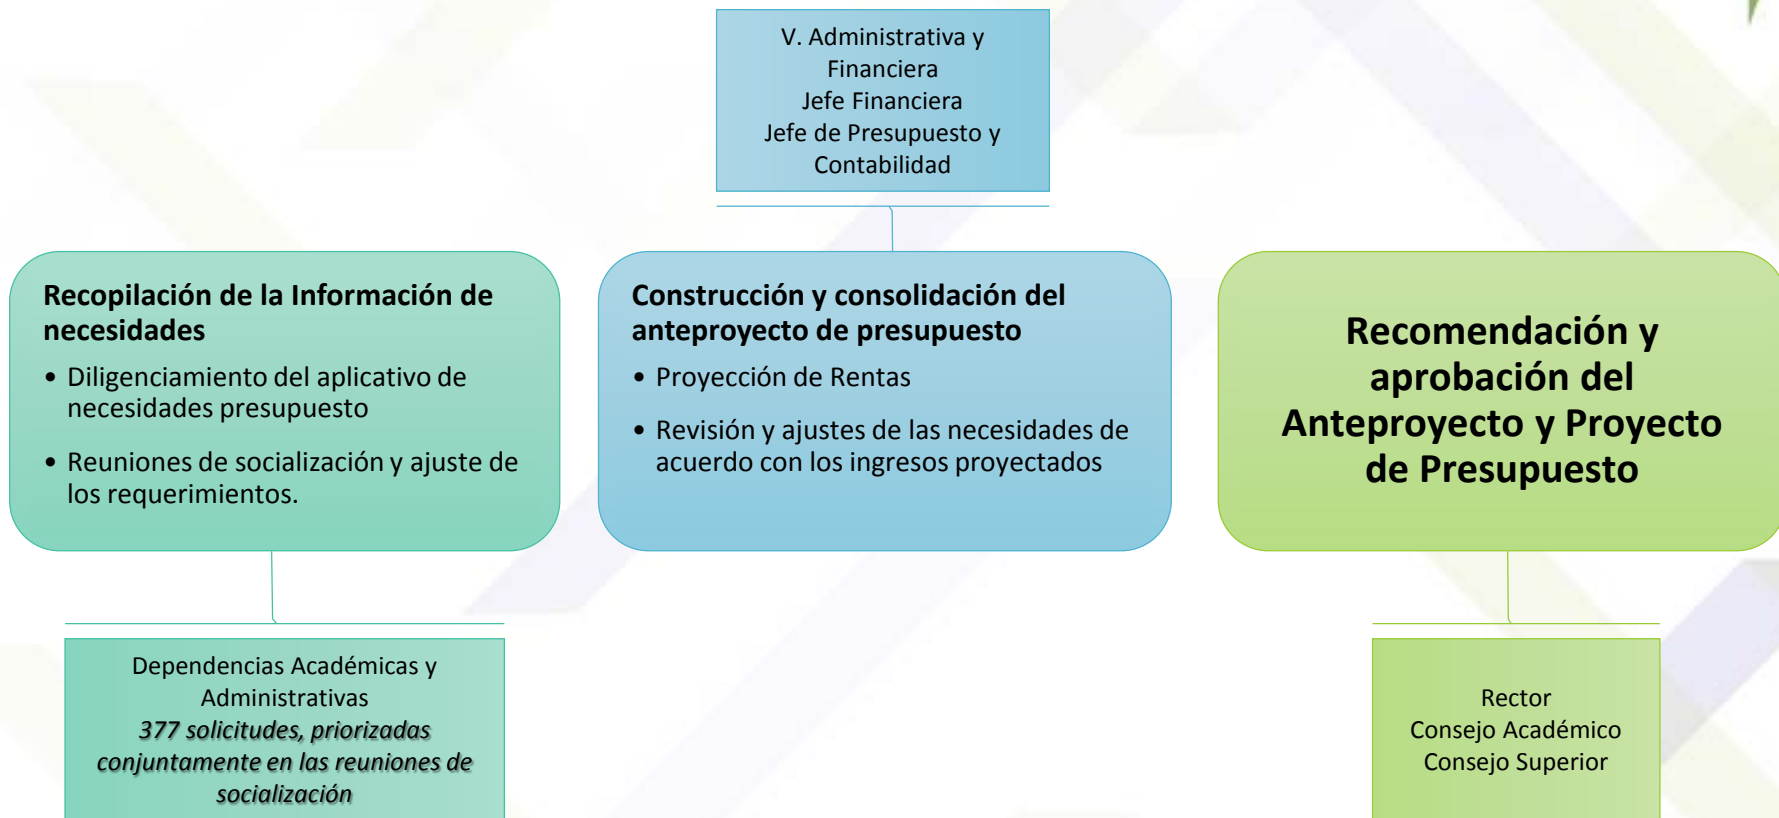 V. Administrativa y
Financiera
Jefe Financiera
Jefe de Presupuesto y
Contabilidad
Recopilación de la Información de
necesidades
• Diligenciamiento del aplicativo de
necesidades presupuesto
• Reuniones de socialización y ajuste de
los requerimientos.
Construcción y consolidación del
anteproyecto de presupuesto
• Proyección de Rentas
• Revisión y ajustes de las necesidades de
acuerdo con los ingresos proyectados
Recomendación y
aprobación del
Anteproyecto y Proyecto
de Presupuesto
Dependencias Académicas y
Administrativas
377 solicitudes, priorizadas
conjuntamente en las reuniones de
socialización
Rector
Consejo Académico
Consejo Superior